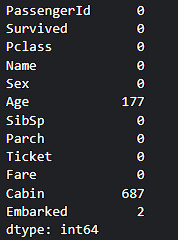 PassengerId 0
Survived 0
Pclass 0
Name 0
Sex 0
Age 177
SibSp 0
Parch 0
Ticket 0
Fare 0
Cabin 687
Embarked 2
dtype: int64